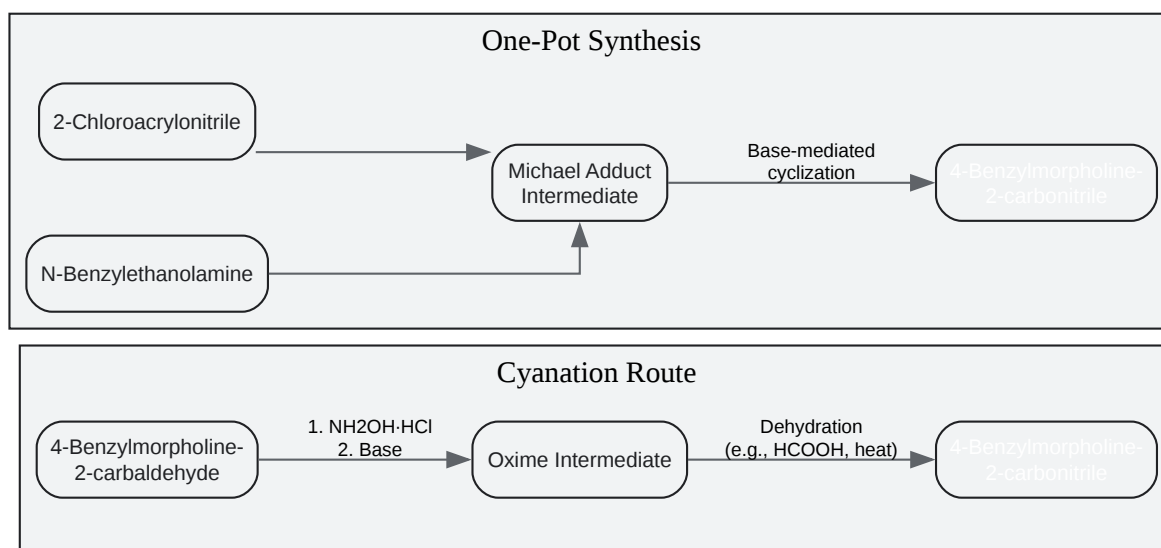 One-Pot Synthesis
2-Chloroacrylonitrile
N-Benzylethanolamine
Michael Adduct
Intermediate
Base-mediated
cyclization
4-Benzylmorpholine-
2-carbonitrile
Cyanation Route
4-Benzylmorpholine-
2-carbaldehyde
1. NH2OH·HCl
2. Base
Oxime Intermediate
Dehydration
(e.g., HCOOH, heat)
4-Benzylmorpholine-
2-carbonitrile